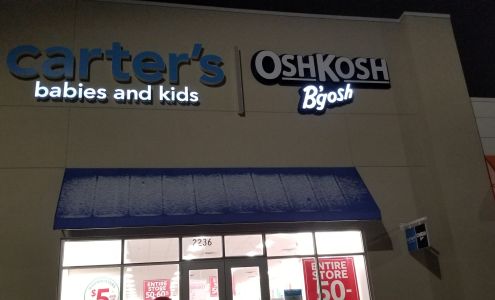 carter's
babies and kids
OSHKOSH
B'gosh
2236
$5
ENTIRE
STORE
50-60
ENTIRE
STORE
50-